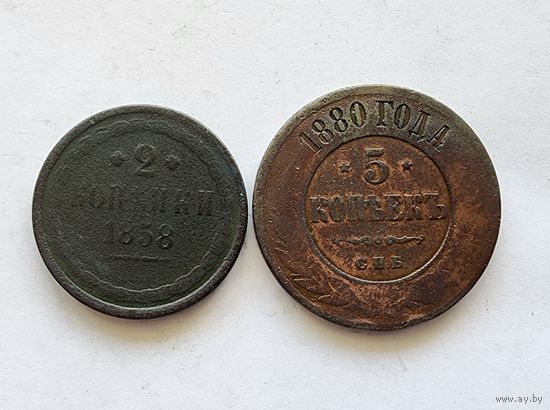 * 2 *
КОПѢЙКИ
1858
1880 ГОДА
* 5 *
КОПѢЕКЪ
СПБ
www.ay.by